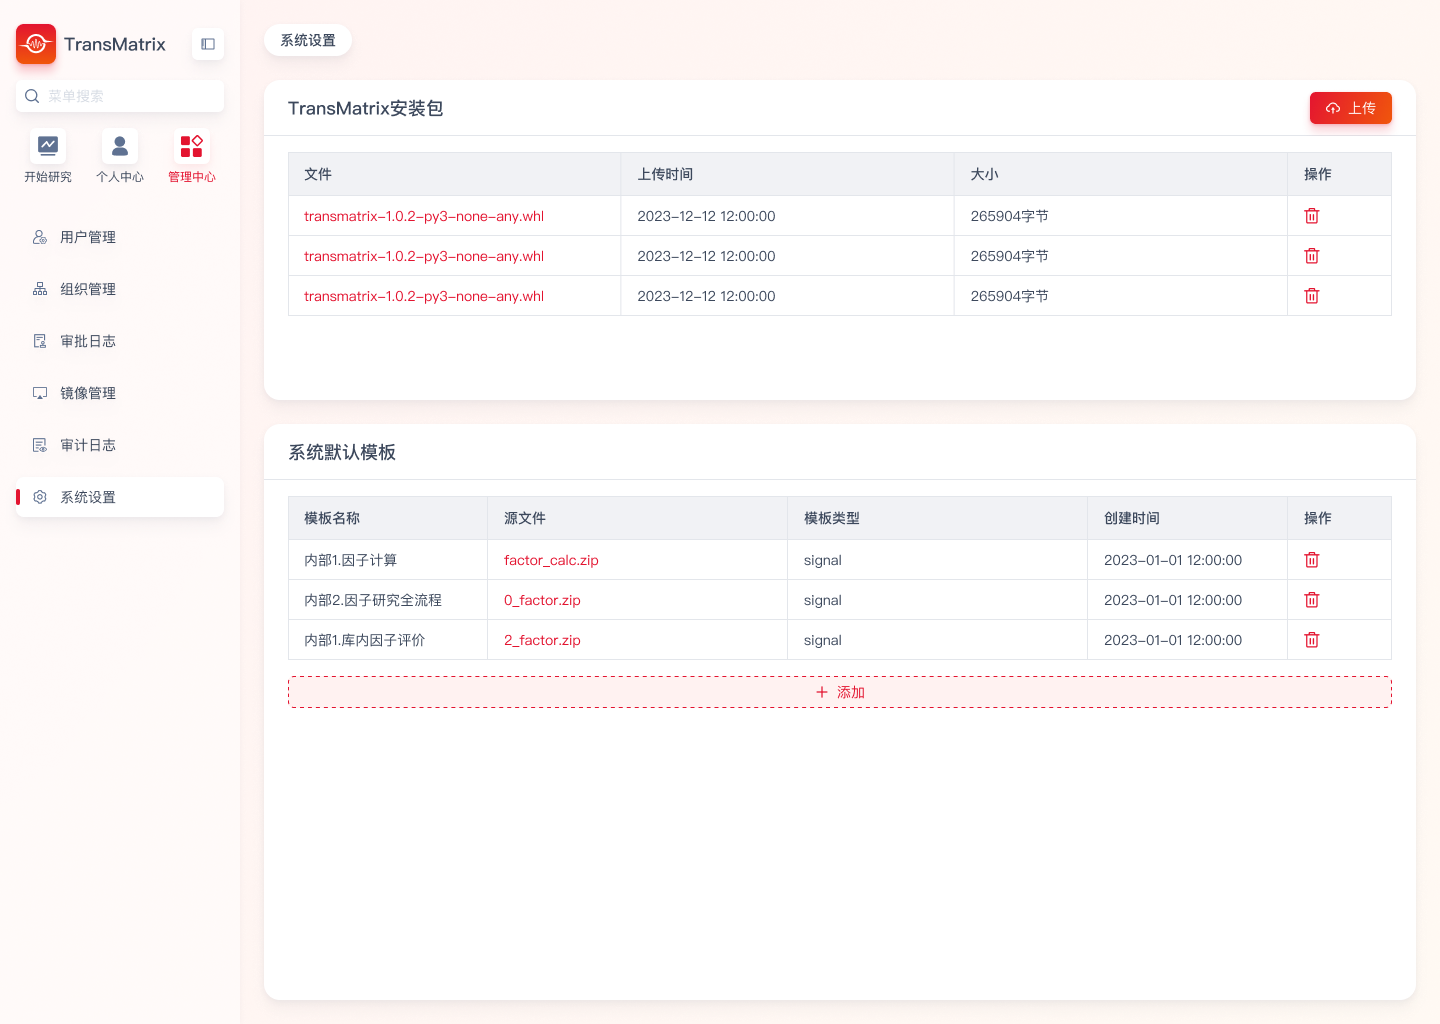 TransMatrix
菜单搜索
开始研究 个人中心 管理中心
用户管理
组织管理
审批日志
镜像管理
审计日志
系统设置
系统设置
TransMatrix安装包 上传
文件 上传时间 大小 操作
transmatrix-1.0.2-py3-none-any.whl 2023-12-12 12:00:00 265904字节
transmatrix-1.0.2-py3-none-any.whl 2023-12-12 12:00:00 265904字节
transmatrix-1.0.2-py3-none-any.whl 2023-12-12 12:00:00 265904字节
系统默认模板
模板名称 源文件 模板类型 创建时间 操作
内部1.因子计算 factor_calc.zip signal 2023-01-01 12:00:00
内部2.因子研究全流程 0_factor.zip signal 2023-01-01 12:00:00
内部1.库内因子评价 2_factor.zip signal 2023-01-01 12:00:00
添加